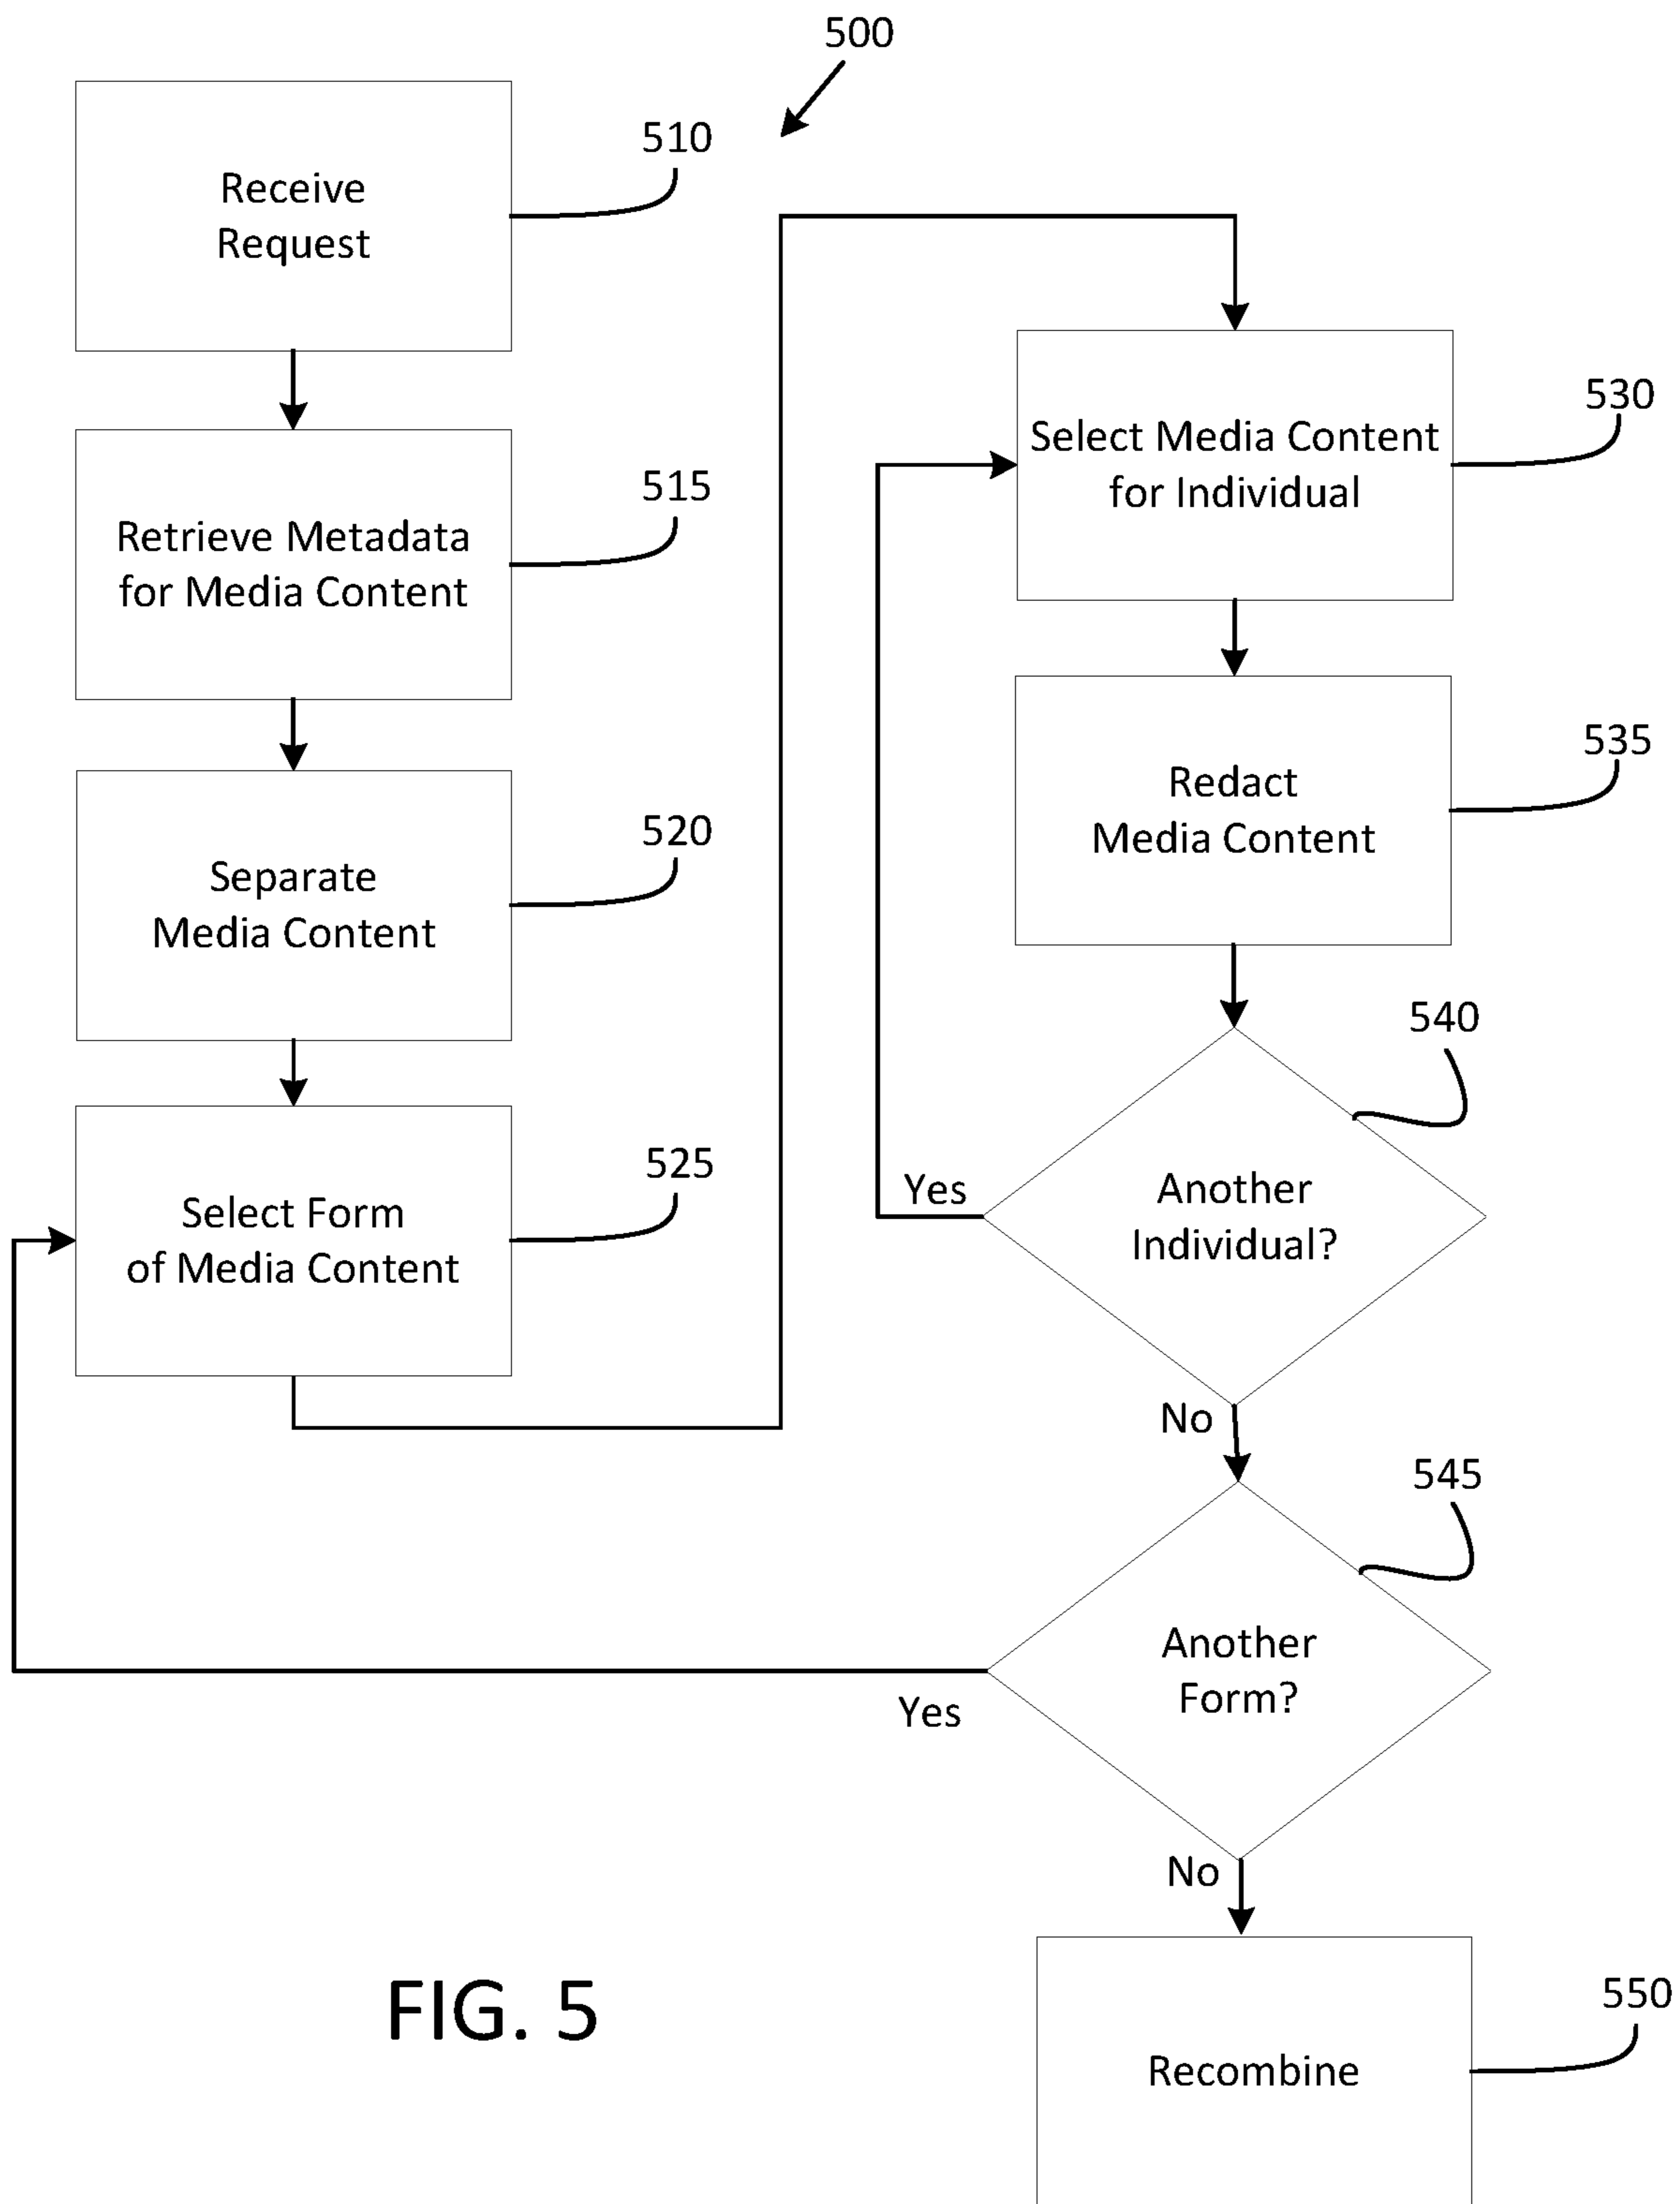 500
Receive
Request
510
Retrieve Metadata
for Media Content
515
Separate
Media Content
520
Select Form
of Media Content
525
Select Media Content
for Individual
530
Redact
Media Content
535
Another
Individual?
540
Yes
No
Another
Form?
545
Yes
No
Recombine
550
FIG. 5